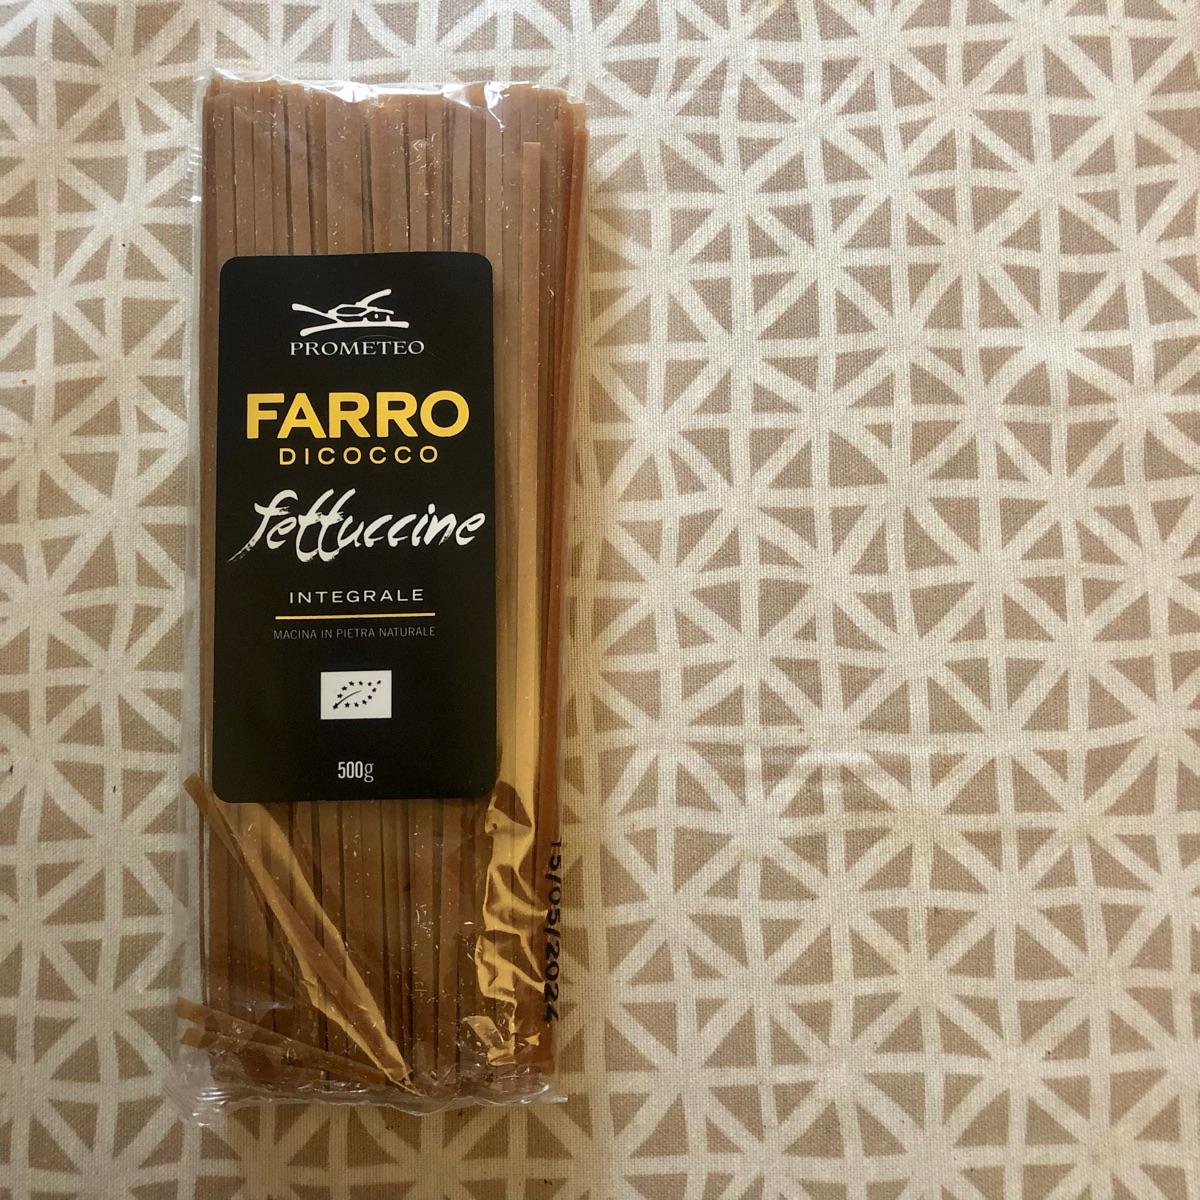 PROMETEO
FARRO
DICOCCO
fettuccine
INTEGRALE
MACINA IN PIETRA NATURALE
500g
15/05/2024